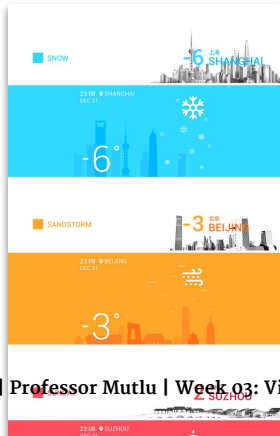 -6 上海
SHANGHAI
SNOW
23:08 SHANGHAI
DEC 31
-6°
-3 北京
BEIJING
SANDSTORM
23:08 BEIJING
DEC 31
-3°
| Professor Mutlu | Week 03: Vi
2 SUZHOU
23:08 SUZHOU